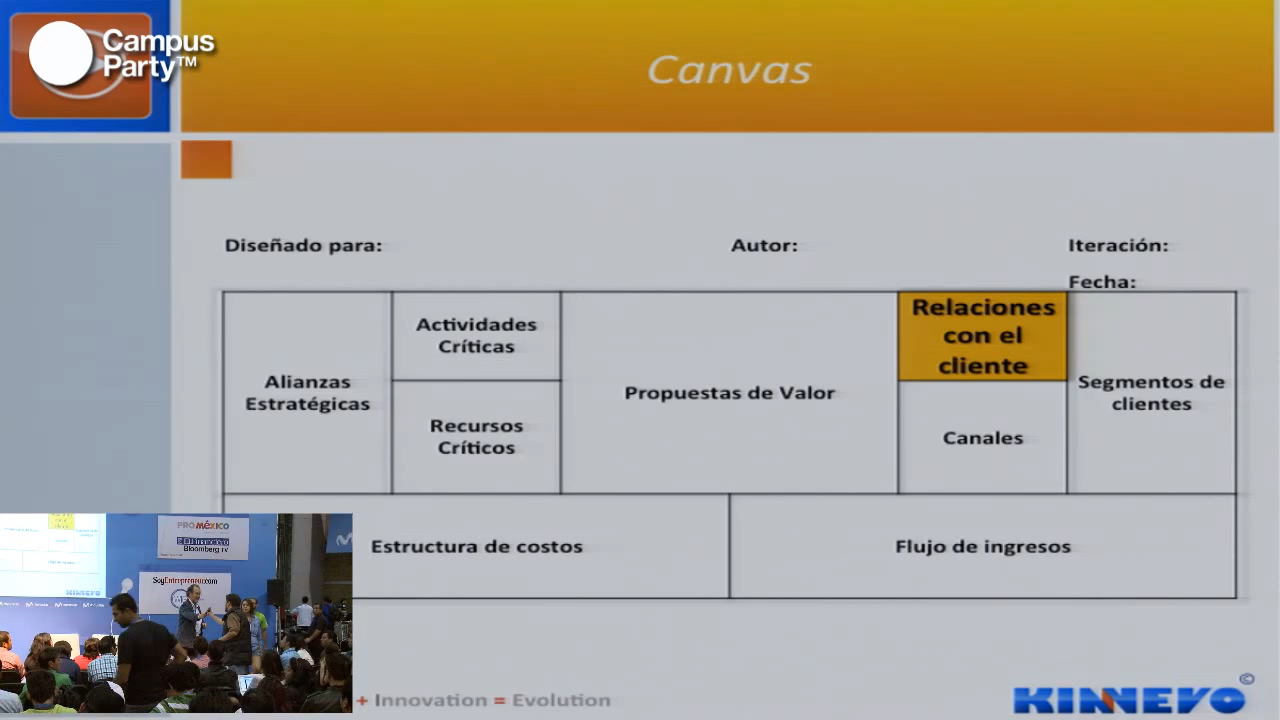 Campus
Party™
Canvas
Diseñado para:
Autor:
Iteración:
Fecha:
Alianzas
Estratégicas
Actividades
Críticas
Recursos
Críticos
Propuestas de Valor
Relaciones
con el
cliente
Canales
Segmentos de
clientes
Estructura de costos
Flujo de ingresos
PROMÉXICO
El Financiero
Bloomberg TV
SoyEntrepreneur.com
+ Innovation = Evolution
KINNEVO
©